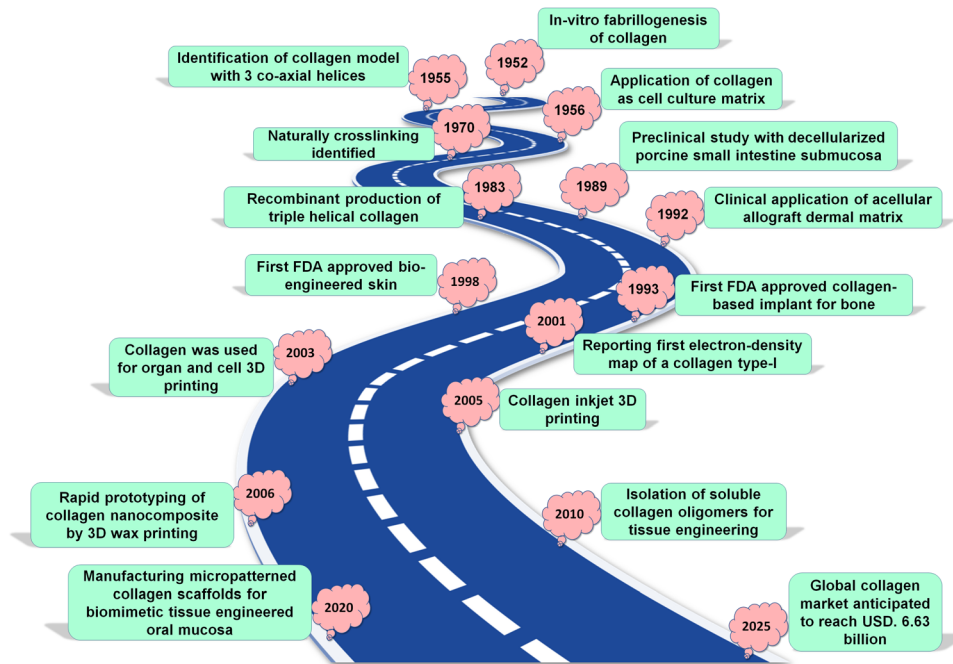 In-vitro fabrillogenesis
of collagen
1952
Identification of collagen model
with 3 co-axial helices
1955
Application of collagen
as cell culture matrix
1956
Naturally crosslinking
identified
1970
Preclinical study with decellularized
porcine small intestine submucosa
1989
Recombinant production of
triple helical collagen
1983
Clinical application of acellular
allograft dermal matrix
1992
First FDA approved bio-
engineered skin
1998
First FDA approved collagen-
based implant for bone
1993
2001
Reporting first electron-density
map of a collagen type-I
Collagen was used
for organ and cell 3D
printing
2003
2005
Collagen inkjet 3D
printing
Rapid prototyping of
collagen nanocomposite
by 3D wax printing
2006
2010
Isolation of soluble
collagen oligomers for
tissue engineering
Manufacturing micropatterned
collagen scaffolds for
biomimetic tissue engineered
oral mucosa
2020
2025
Global collagen
market anticipated
to reach USD. 6.63
billion